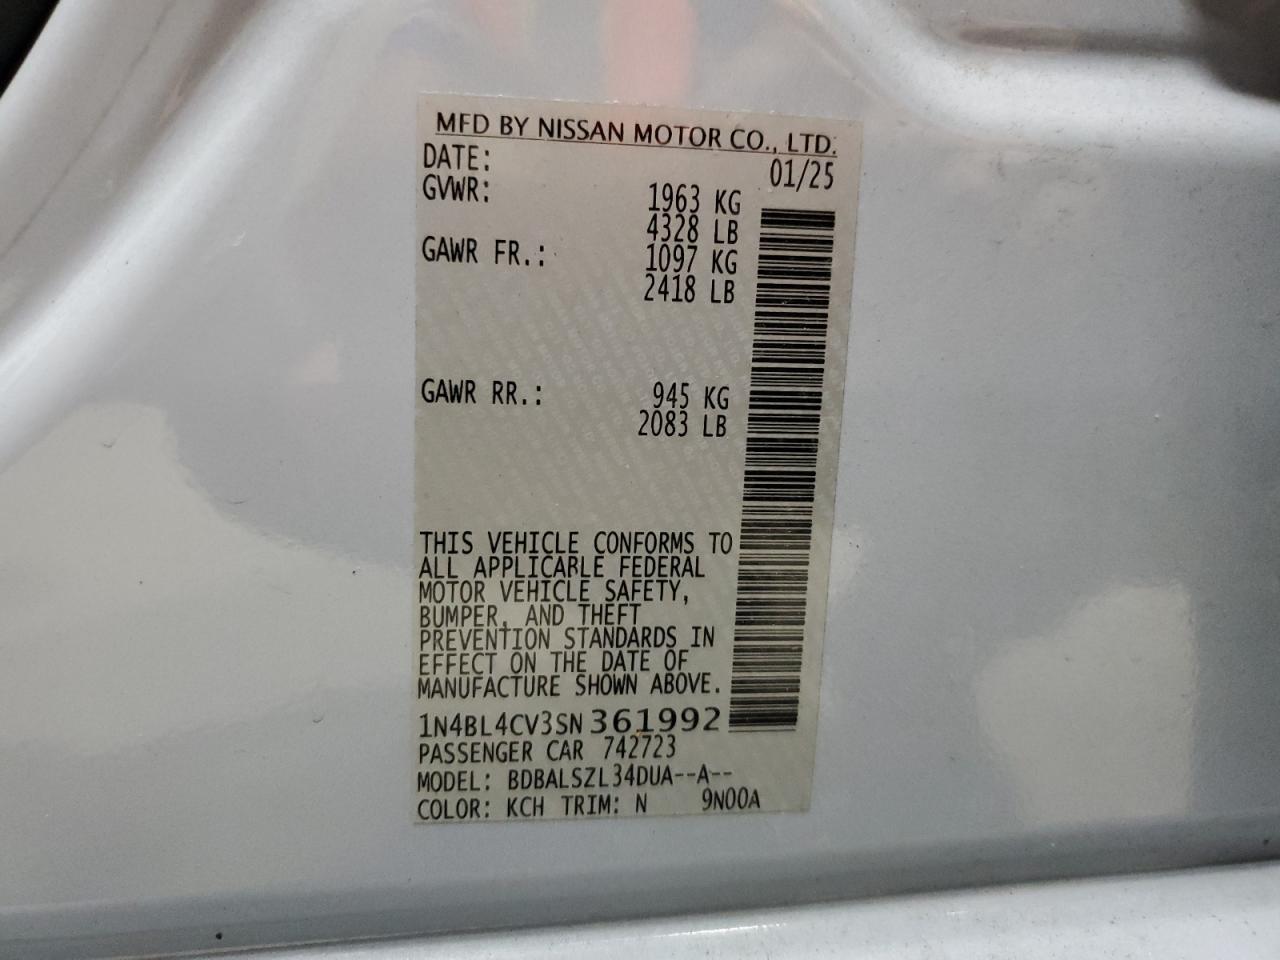 MFD BY NISSAN MOTOR CO., LTD.
DATE: 01/25
GVWR: 1963 KG
4328 LB
GAWR FR.: 1097 KG
2418 LB
GAWR RR.: 945 KG
2083 LB
THIS VEHICLE CONFORMS TO
ALL APPLICABLE FEDERAL
MOTOR VEHICLE SAFETY,
BUMPER, AND THEFT
PREVENTION STANDARDS IN
EFFECT ON THE DATE OF
MANUFACTURE SHOWN ABOVE.
1N4BL4CV3SN361992
PASSENGER CAR 742723
MODEL: BDBALSZL34DUA--A--
COLOR: KCH TRIM: N 9N00A